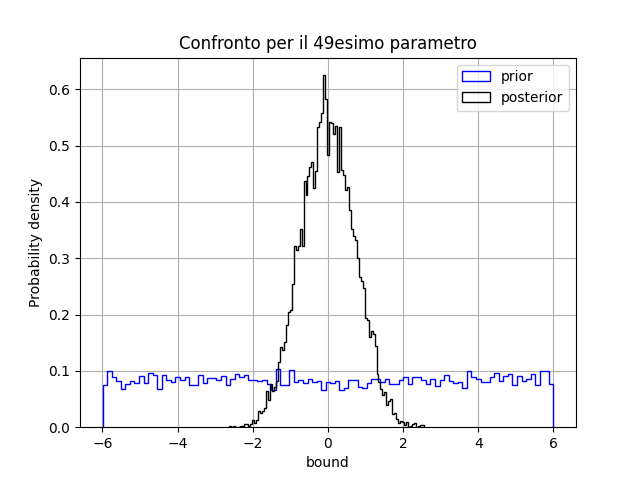 Confronto per il 49esimo parametro
prior
posterior
Probability density
0.6
0.5
0.4
0.3
0.2
0.1
0.0
−6
−4
−2
0
2
4
6
bound